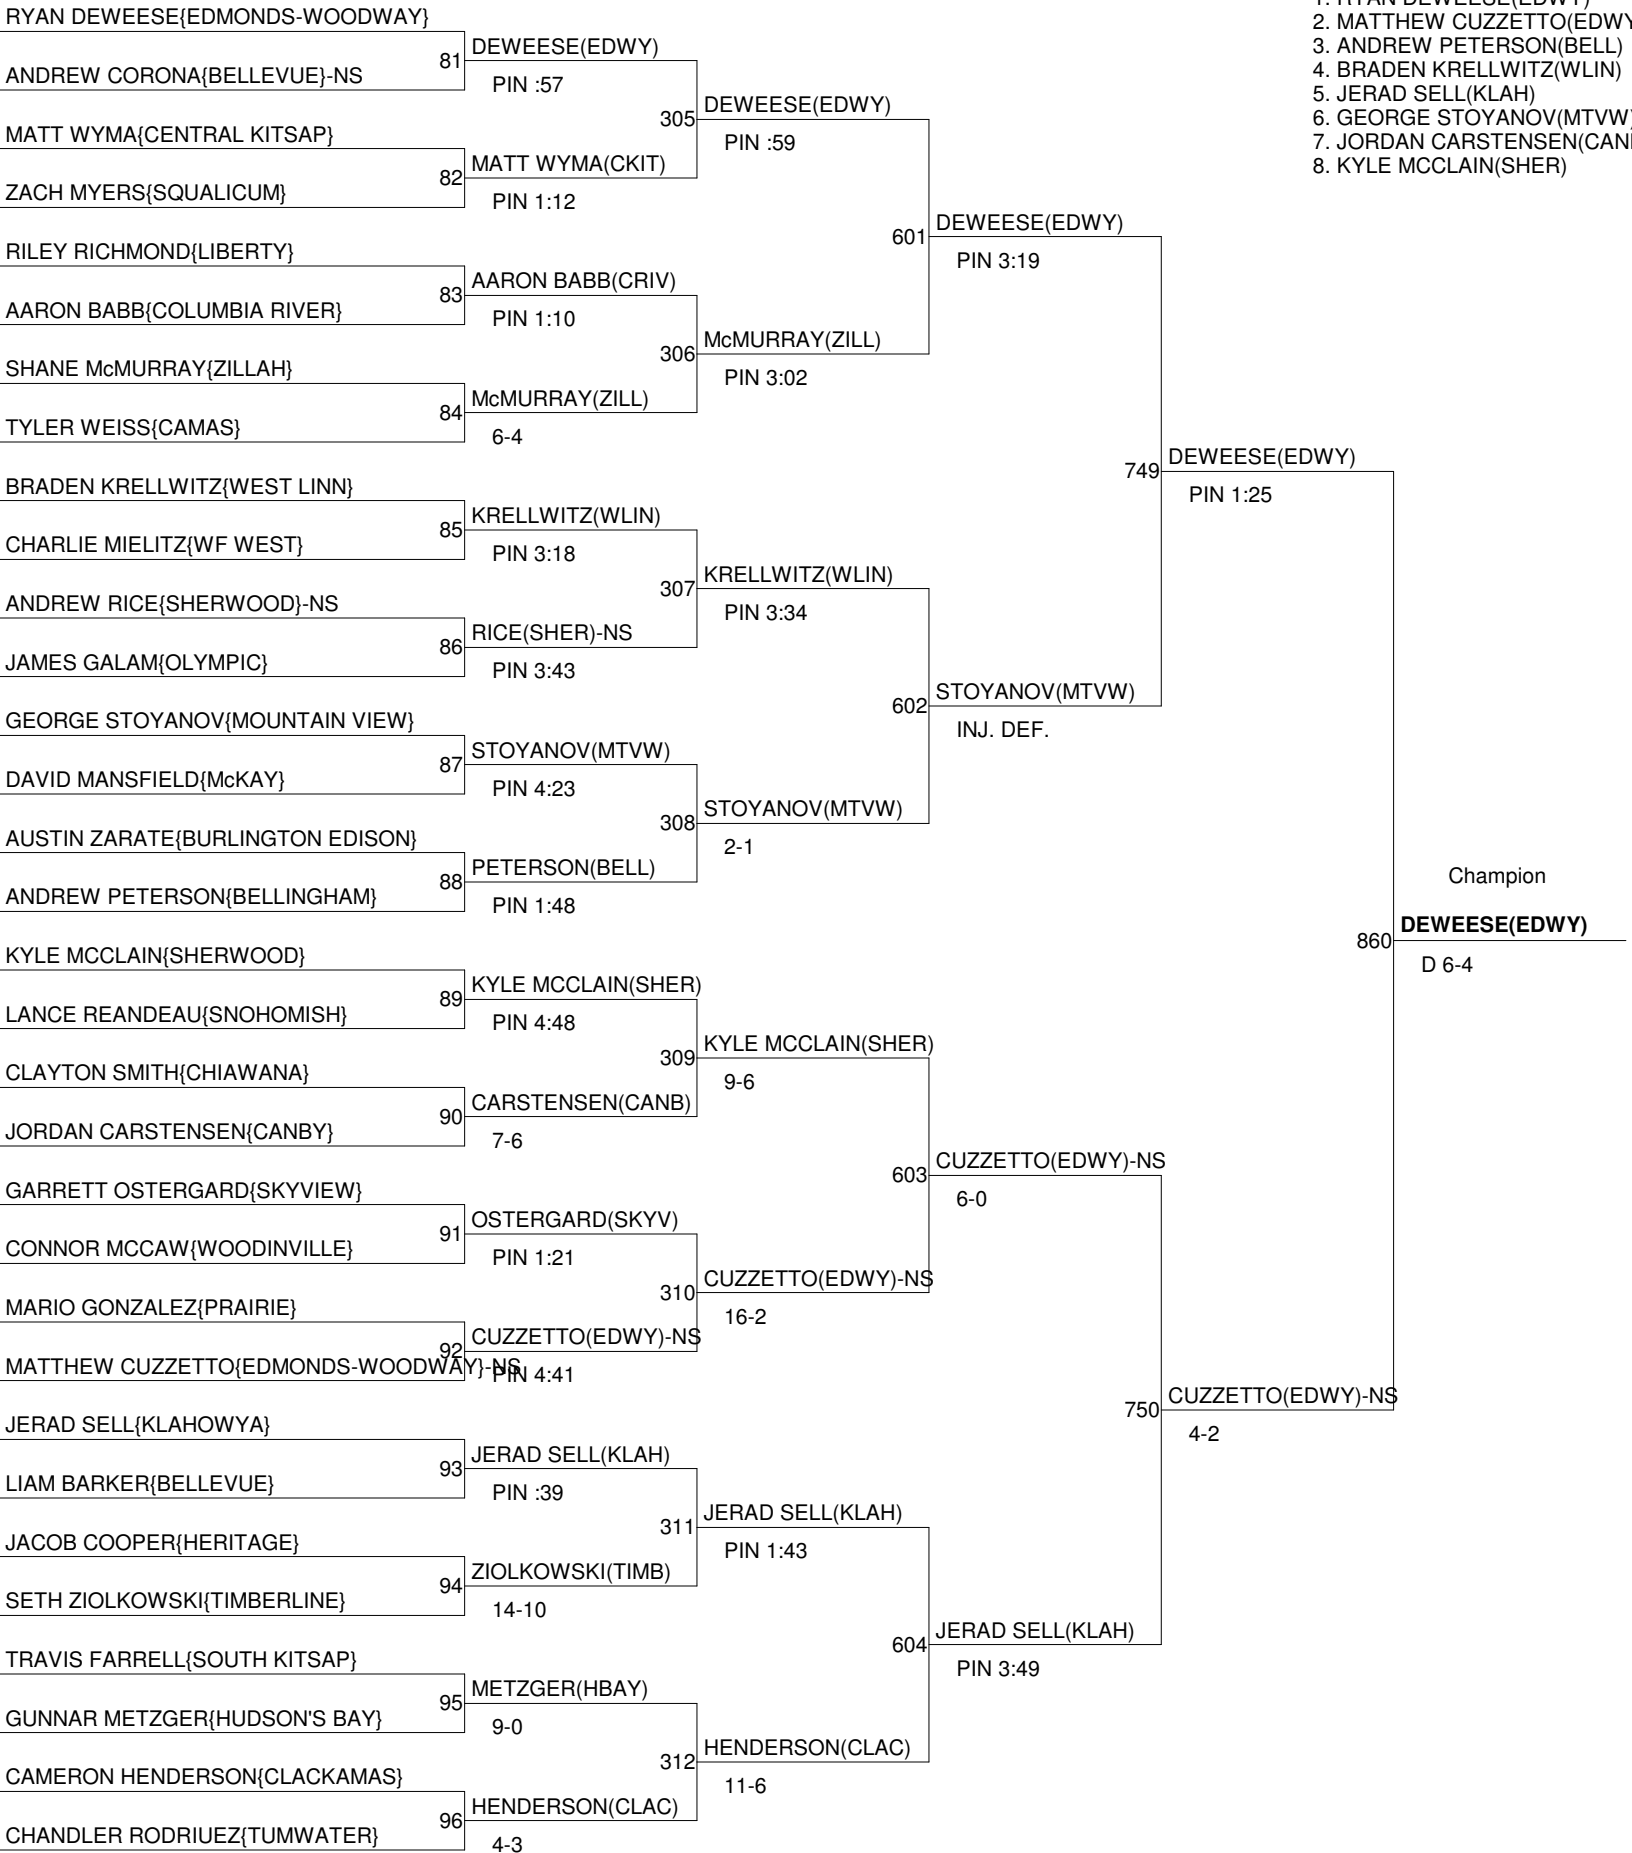 RYAN DEWEESE{EDMONDS-WOODWAY}
ANDREW CORONA{BELLEVUE}-NS
MATT WYMA{CENTRAL KITSAP}
ZACH MYERS{SQUALICUM}
RILEY RICHMOND{LIBERTY}
AARON BABB{COLUMBIA RIVER}
SHANE McMURRAY{ZILLAH}
TYLER WEISS{CAMAS}
BRADEN KRELLWITZ{WEST LINN}
CHARLIE MIELITZ{WF WEST}
ANDREW RICE{SHERWOOD}-NS
JAMES GALAM{OLYMPIC}
GEORGE STOYANOV{MOUNTAIN VIEW}
DAVID MANSFIELD{McKAY}
AUSTIN ZARATE{BURLINGTON EDISON}
ANDREW PETERSON{BELLINGHAM}
KYLE MCCLAIN{SHERWOOD}
LANCE REANDEAU{SNOHOMISH}
CLAYTON SMITH{CHIAWANA}
JORDAN CARSTENSEN{CANBY}
GARRETT OSTERGARD{SKYVIEW}
CONNOR MCCAW{WOODINVILLE}
MARIO GONZALEZ{PRAIRIE}
MATTHEW CUZZETTO{EDMONDS-WOODWAY}-NS
JERAD SELL{KLAHOWYA}
LIAM BARKER{BELLEVUE}
JACOB COOPER{HERITAGE}
SETH ZIOLKOWSKI{TIMBERLINE}
TRAVIS FARRELL{SOUTH KITSAP}
GUNNAR METZGER{HUDSON'S BAY}
CAMERON HENDERSON{CLACKAMAS}
CHANDLER RODRIUEZ{TUMWATER}
81 DEWEESE(EDWY)
PIN :57
82 MATT WYMA(CKIT)
PIN 1:12
83 AARON BABB(CRIV)
PIN 1:10
84 McMURRAY(ZILL)
6-4
85 KRELLWITZ(WLIN)
PIN 3:18
86 RICE(SHER)-NS
PIN 3:43
87 STOYANOV(MTVW)
PIN 4:23
88 PETERSON(BELL)
PIN 1:48
89 KYLE MCCLAIN(SHER)
PIN 4:48
90 CARSTENSEN(CANB)
7-6
91 OSTERGARD(SKYV)
PIN 1:21
92 CUZZETTO(EDWY)-NS
PIN 4:41
93 JERAD SELL(KLAH)
PIN :39
94 ZIOLKOWSKI(TIMB)
14-10
95 METZGER(HBAY)
9-0
96 HENDERSON(CLAC)
4-3
305 DEWEESE(EDWY)
PIN :59
306 McMURRAY(ZILL)
PIN 3:02
307 KRELLWITZ(WLIN)
PIN 3:34
308 STOYANOV(MTVW)
2-1
309 KYLE MCCLAIN(SHER)
9-6
310 CUZZETTO(EDWY)-NS
16-2
311 JERAD SELL(KLAH)
PIN 1:43
312 HENDERSON(CLAC)
11-6
601 DEWEESE(EDWY)
PIN 3:19
602 STOYANOV(MTVW)
INJ. DEF.
603 CUZZETTO(EDWY)-NS
6-0
604 JERAD SELL(KLAH)
PIN 3:49
749 DEWEESE(EDWY)
PIN 1:25
750 CUZZETTO(EDWY)-NS
4-2
Champion
860 DEWEESE(EDWY)
D 6-4
1. RYAN DEWEESE(EDWY)
2. MATTHEW CUZZETTO(EDWY
3. ANDREW PETERSON(BELL)
4. BRADEN KRELLWITZ(WLIN)
5. JERAD SELL(KLAH)
6. GEORGE STOYANOV(MTVW)
7. JORDAN CARSTENSEN(CAN
8. KYLE MCCLAIN(SHER)